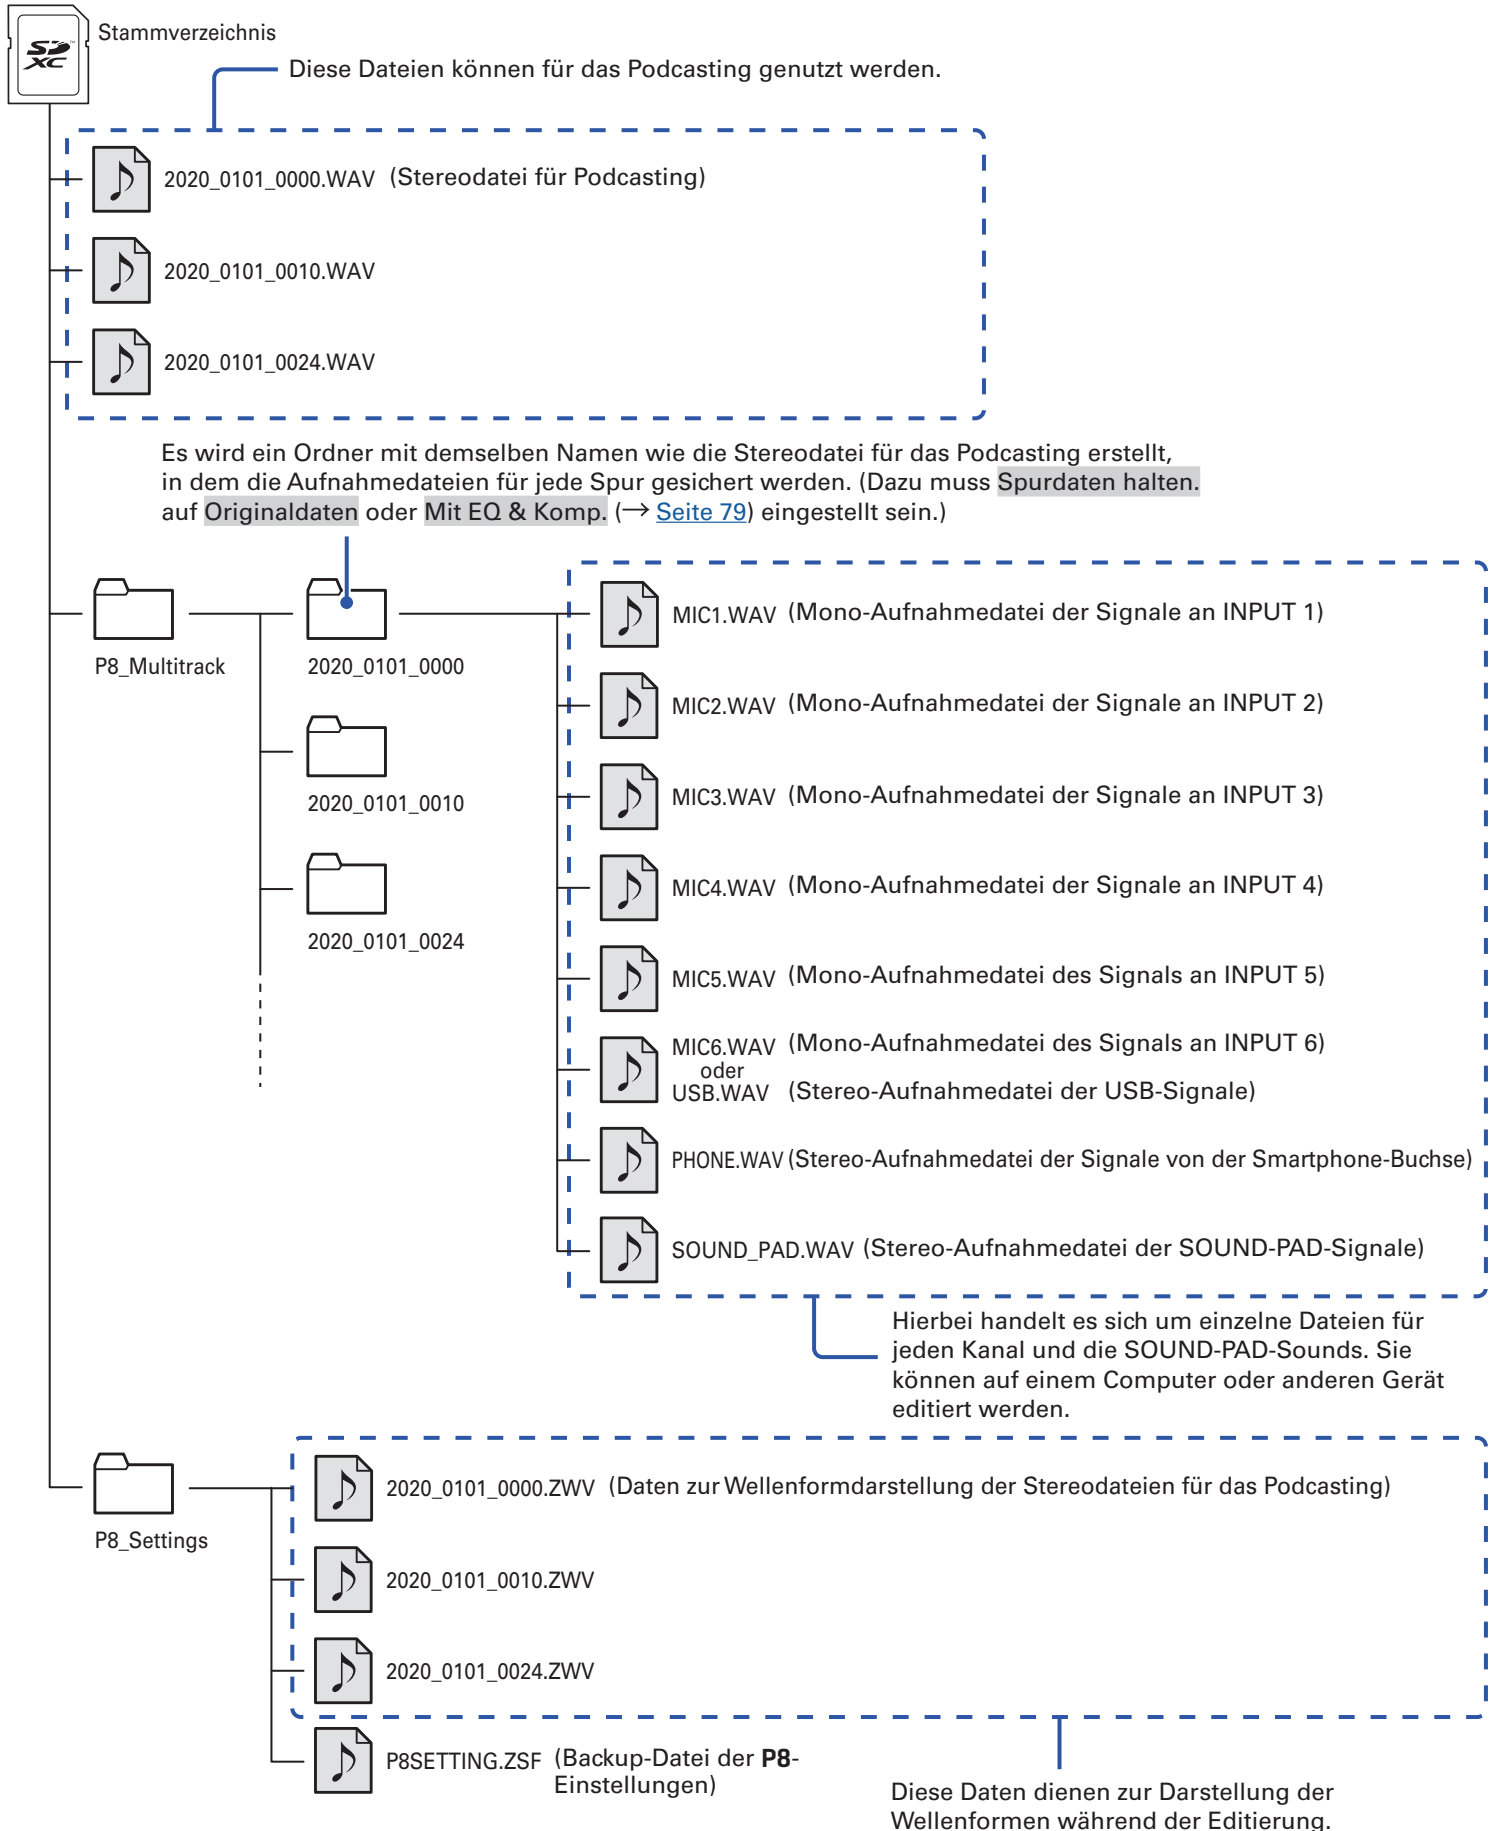 SD XC™
Stammverzeichnis
Diese Dateien können für das Podcasting genutzt werden.
2020_0101_0000.WAV (Stereodatei für Podcasting)
2020_0101_0010.WAV
2020_0101_0024.WAV
Es wird ein Ordner mit demselben Namen wie die Stereodatei für das Podcasting erstellt,
in dem die Aufnahmedateien für jede Spur gesichert werden. (Dazu muss Spurdaten halten.
auf Originaldaten oder Mit EQ & Komp. (→ Seite 79) eingestellt sein.)
P8_Multitrack
2020_0101_0000
2020_0101_0010
2020_0101_0024
MIC1.WAV (Mono-Aufnahmedatei der Signale an INPUT 1)
MIC2.WAV (Mono-Aufnahmedatei der Signale an INPUT 2)
MIC3.WAV (Mono-Aufnahmedatei der Signale an INPUT 3)
MIC4.WAV (Mono-Aufnahmedatei der Signale an INPUT 4)
MIC5.WAV (Mono-Aufnahmedatei des Signals an INPUT 5)
MIC6.WAV (Mono-Aufnahmedatei des Signals an INPUT 6)
oder
USB.WAV (Stereo-Aufnahmedatei der USB-Signale)
PHONE.WAV (Stereo-Aufnahmedatei der Signale von der Smartphone-Buchse)
SOUND_PAD.WAV (Stereo-Aufnahmedatei der SOUND-PAD-Signale)
Hierbei handelt es sich um einzelne Dateien für
jeden Kanal und die SOUND-PAD-Sounds. Sie
können auf einem Computer oder anderen Gerät
editiert werden.
P8_Settings
2020_0101_0000.ZWV (Daten zur Wellenformdarstellung der Stereodateien für das Podcasting)
2020_0101_0010.ZWV
2020_0101_0024.ZWV
P8SETTING.ZSF (Backup-Datei der P8-
Einstellungen)
Diese Daten dienen zur Darstellung der
Wellenformen während der Editierung.